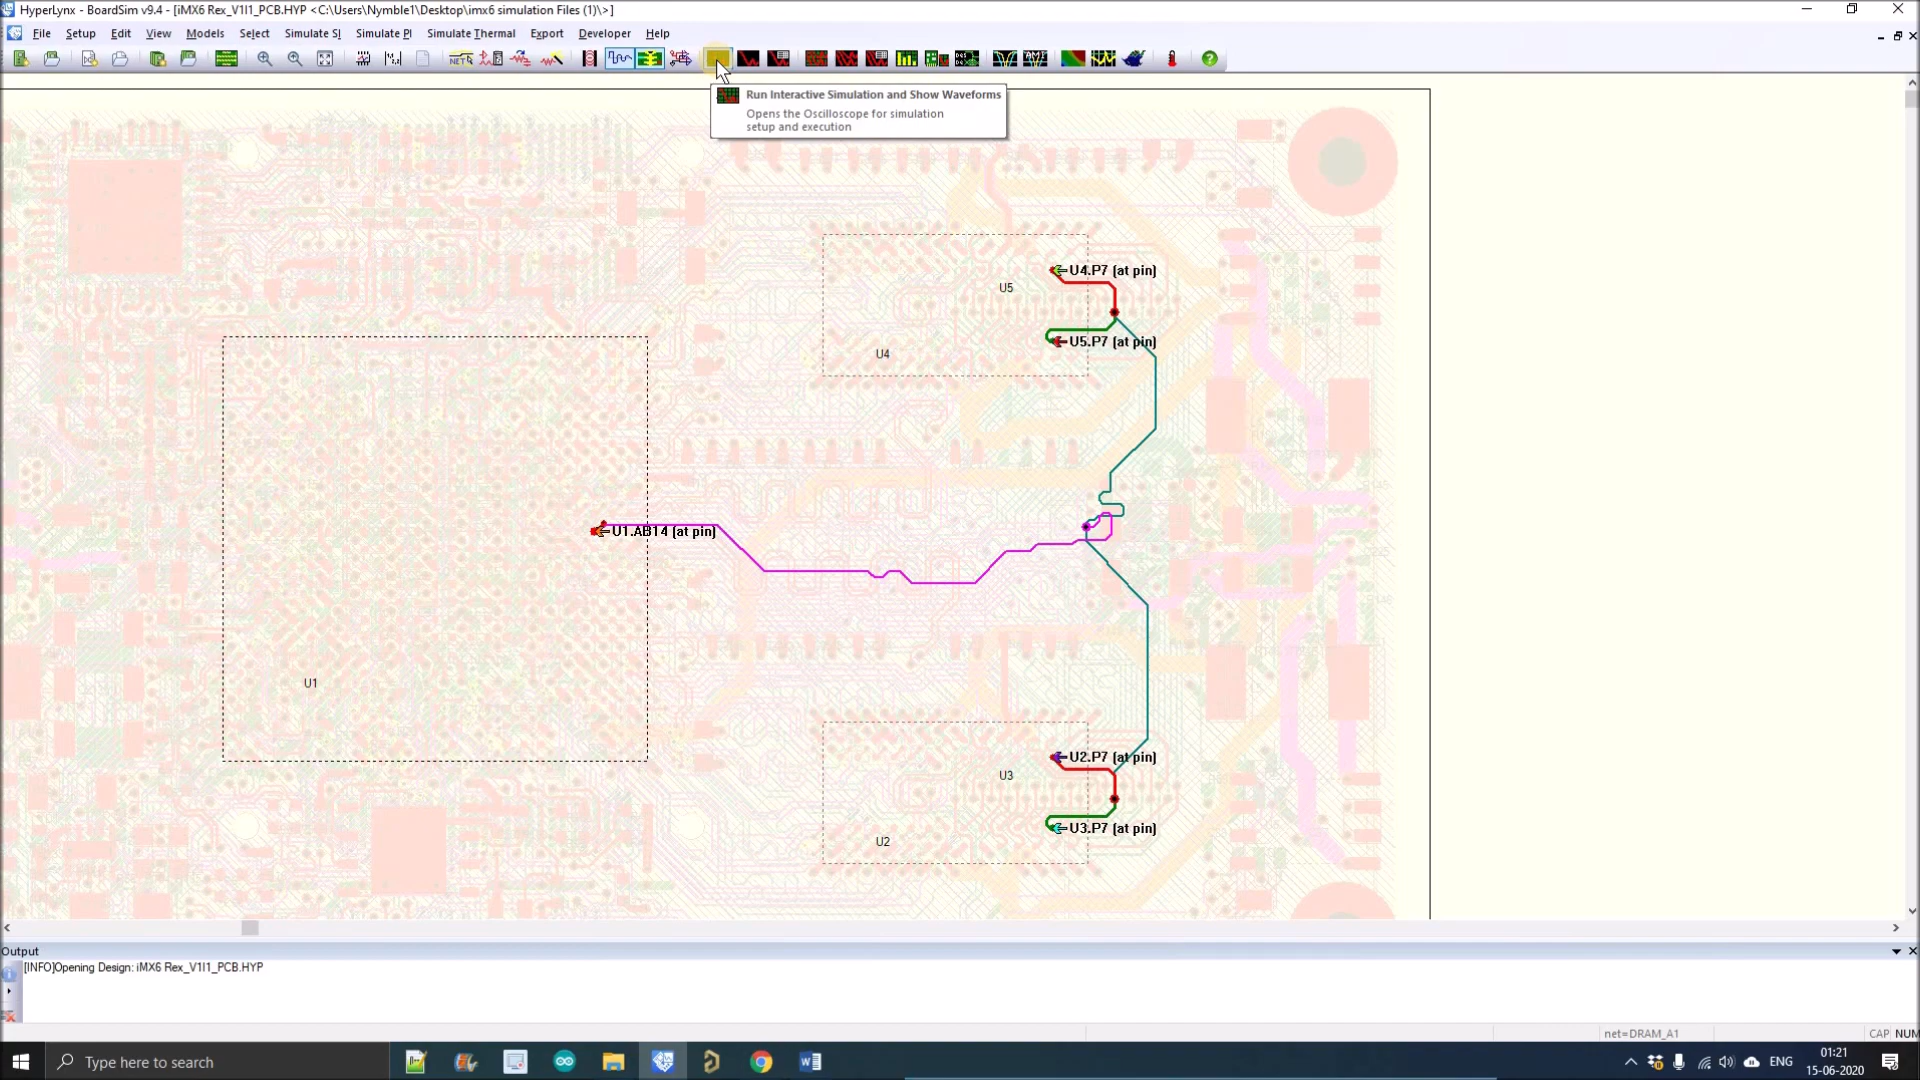 HyperLynx - BoardSim v9.4 - [iMX6 Rex_V1I1_PCB.HYP <C:\Users\Nymble1\Desktop\imx6 simulation Files (1)\>]
File Setup Edit View Models Select Simulate SI Simulate PI Simulate Thermal Export Developer Help
NET
Run Interactive Simulation and Show Waveforms
Opens the Oscilloscope for simulation
setup and execution
U4.P7 (at pin)
U5
U5.P7 (at pin)
U4
U1.AB14 (at pin)
U1
U2.P7 (at pin)
U3
U3.P7 (at pin)
U2
Output
[INFO]Opening Design: iMX6 Rex_V1I1_PCB.HYP
net=DRAM_A1 CAP NUM
Type here to search
ENG
01:21
15-06-2020